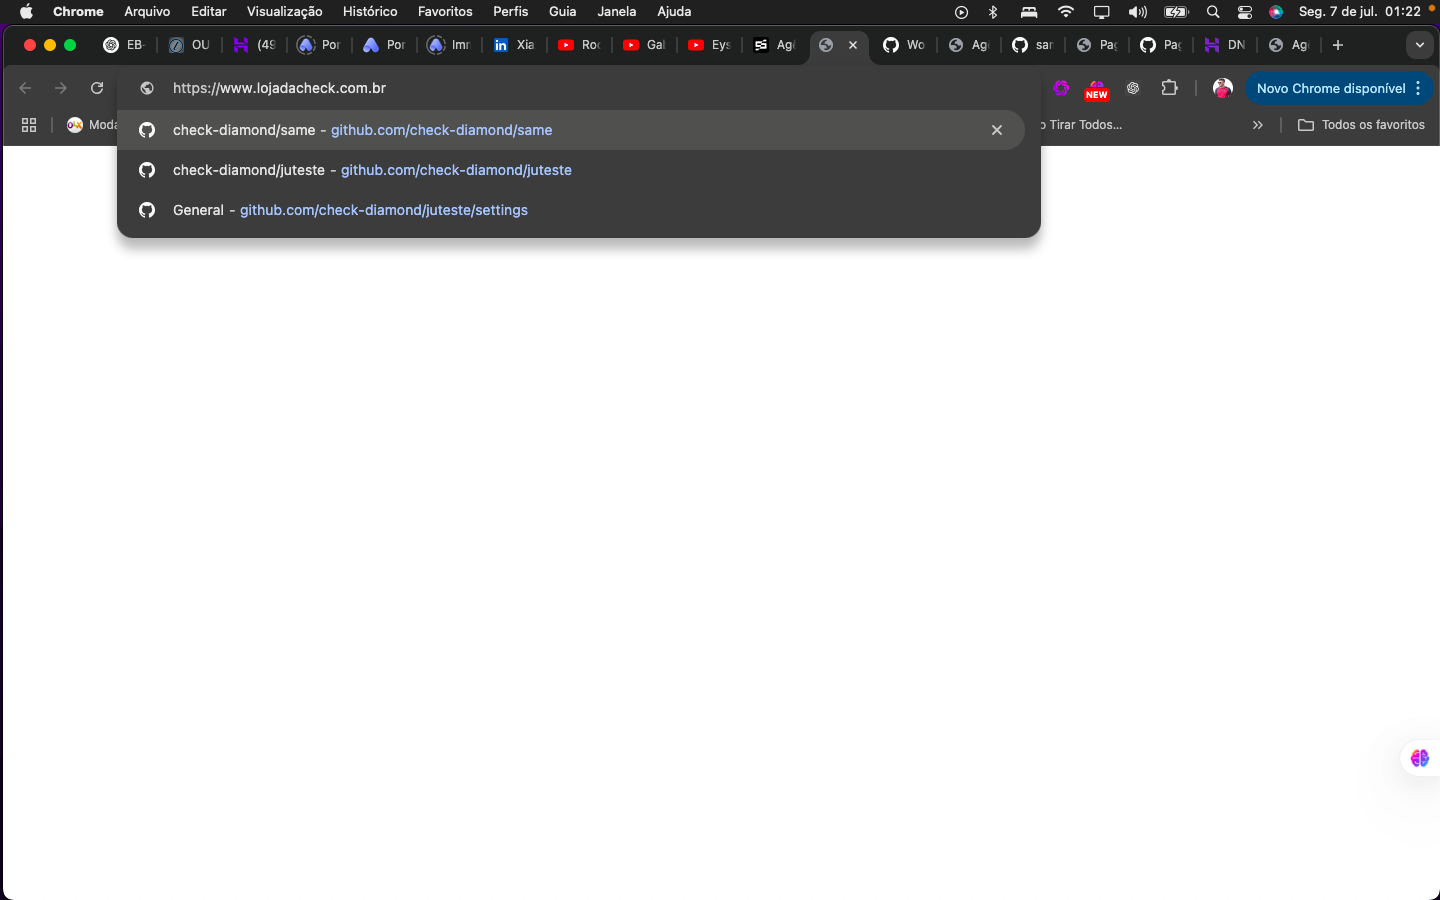 Chrome Arquivo Editar Visualização Histórico Favoritos Perfis Guia Janela Ajuda Seg. 7 de jul. 01:22
EB- OU (49 Por Por Imr Xia Roc Gal Eys Agê Wo Agê sar Pag Pag DN Agê
https://www.lojadacheck.com.br NEW Novo Chrome disponível
Moda o Tirar Todos... Todos os favoritos
check-diamond/same - github.com/check-diamond/same
check-diamond/juteste - github.com/check-diamond/juteste
General - github.com/check-diamond/juteste/settings